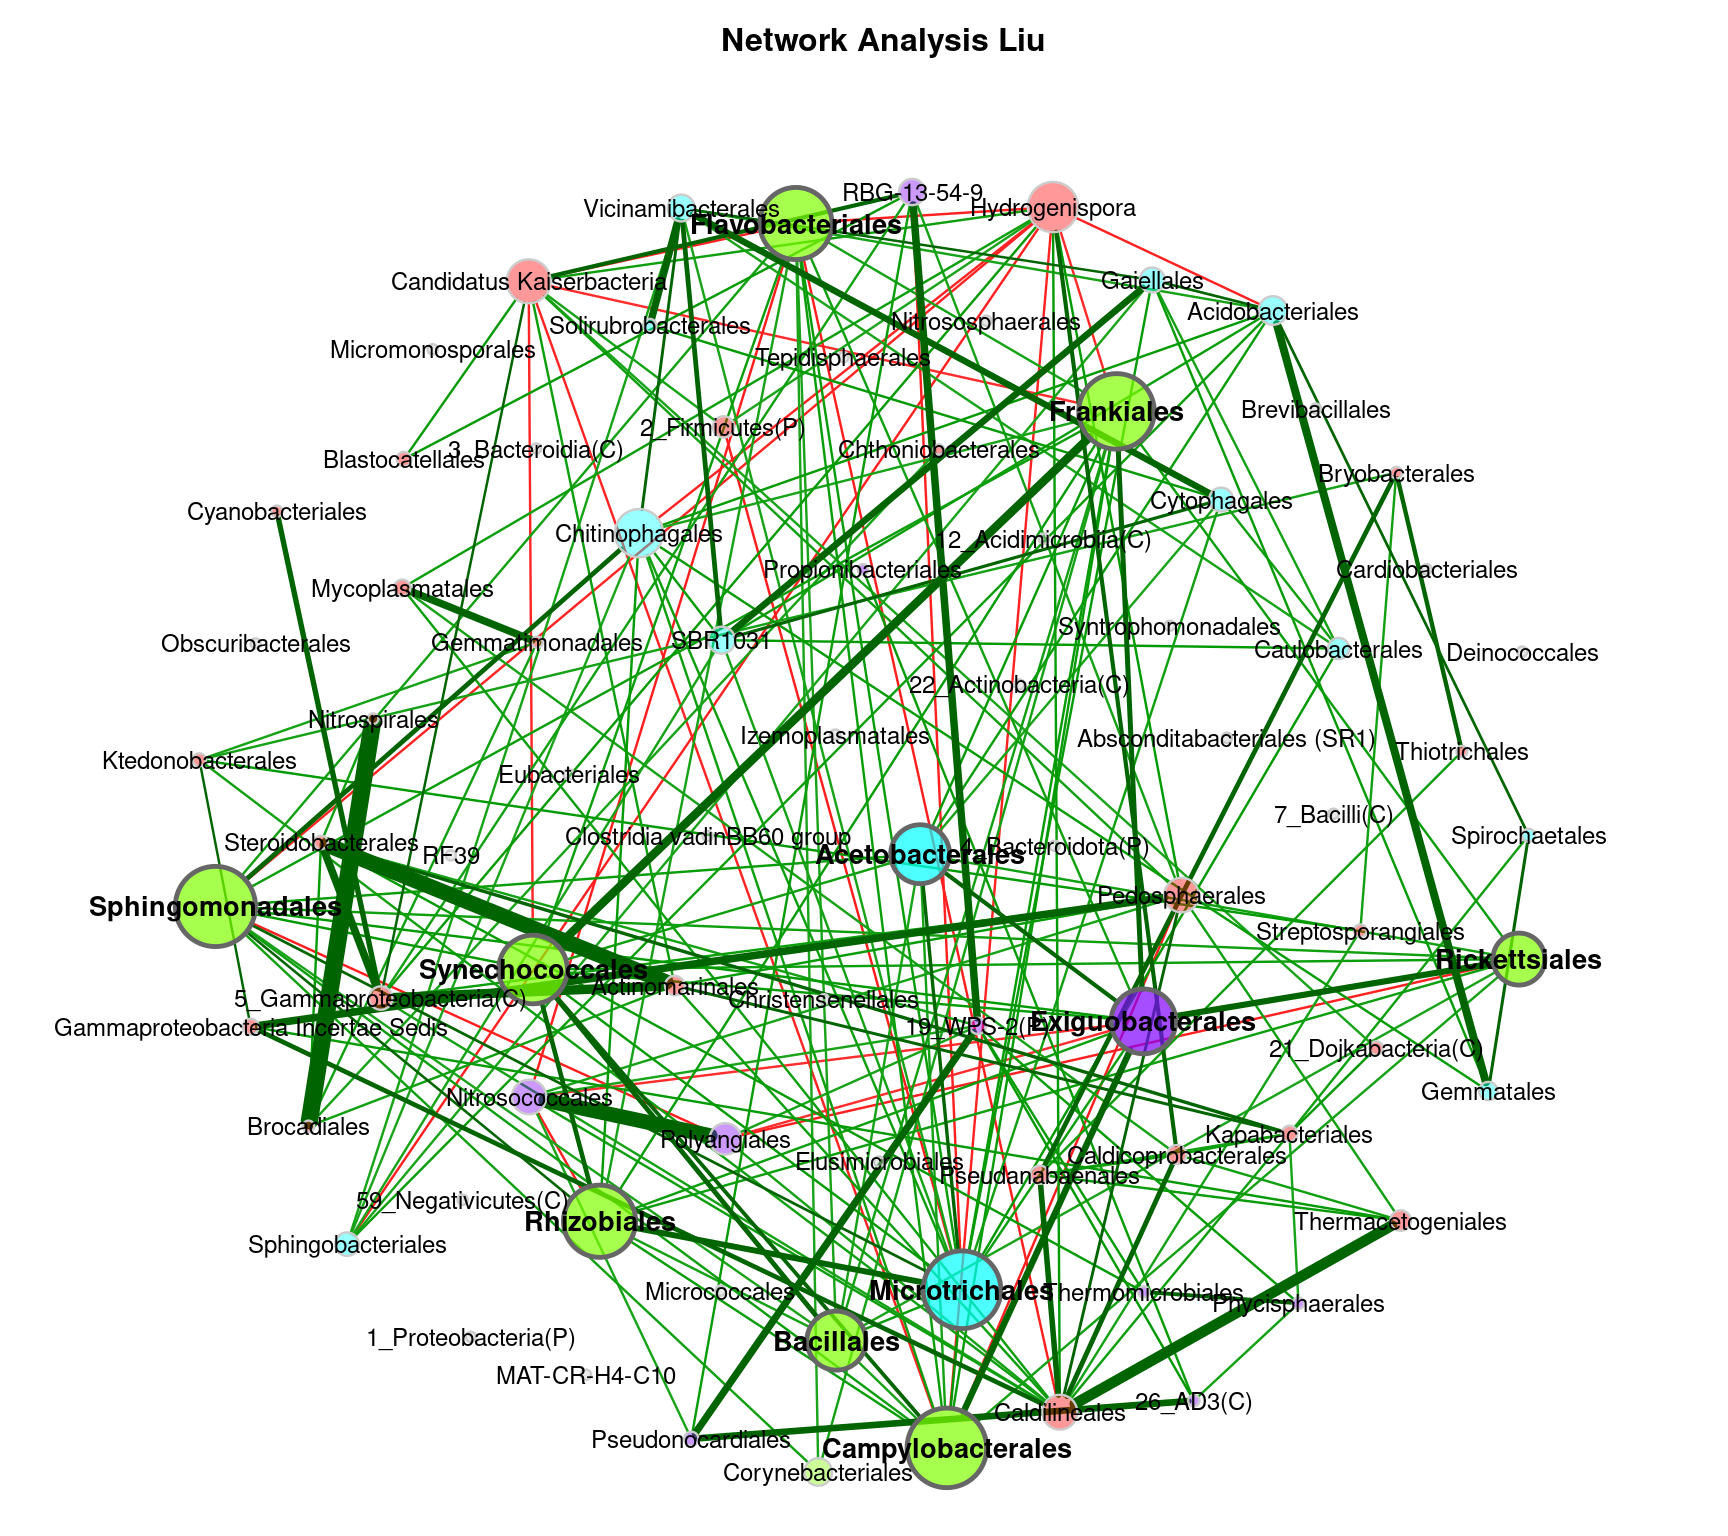 Network Analysis Liu
RBG-13-54-9
Vicinamibacterales
Hydrogenispora
Flavobacteriales
Candidatus Kaiserbacteria
Gaiellales
Acidobacteriales
Solirubrobacterales
Nitrososphaerales
Micromonosporales
Tepidisphaerales
Frankiales
Brevibacillales
2_Firmicutes(P)
3_Bacteroidia(C)
Chthoniobacterales
Blastocatellales
Bryobacterales
Cytophagales
Cyanobacteriales
Chitinophagales
12_Acidimicrobiia(C)
Propionibacteriales
Cardiobacteriales
Mycoplasmatales
Syntrophomonadales
Obscuribacterales
Gemmatimonadales
SBR1031
Caulobacterales
Deinococcales
22_Actinobacteria(C)
Nitrospirales
Izemoplasmatales
Absconditabacteriales (SR1)
Thiotrichales
Ktedonobacterales
Eubacteriales
7_Bacilli(C)
Clostridia vadinBB60 group
Spirochaetales
Steroidobacterales
RF39
Acetobacterales
4_Bacteroidota(P)
Pedosphaerales
Sphingomonadales
Streptosporangiales
Rickettsiales
Synechococcales
Actinomarinales
5_Gammaproteobacteria(C)
Christensenellales
Gammaproteobacteria Incertae Sedis
19_WPS-2(P)
Exiguobacterales
21_Dojkabacteria(C)
Gemmatales
Nitrosococcales
Brocadiales
Polyangiales
Kapabacteriales
Caldicoprobacterales
Elusimicrobiales
Pseudanabaenales
59_Negativicutes(C)
Rhizobiales
Thermacetogeniales
Sphingobacteriales
Micrococcales
Microtrichales
Thermomicrobiales
Phycisphaerales
1_Proteobacteria(P)
Bacillales
MAT-CR-H4-C10
26_AD3(C)
Caldilineales
Pseudonocardiales
Campylobacterales
Corynebacteriales